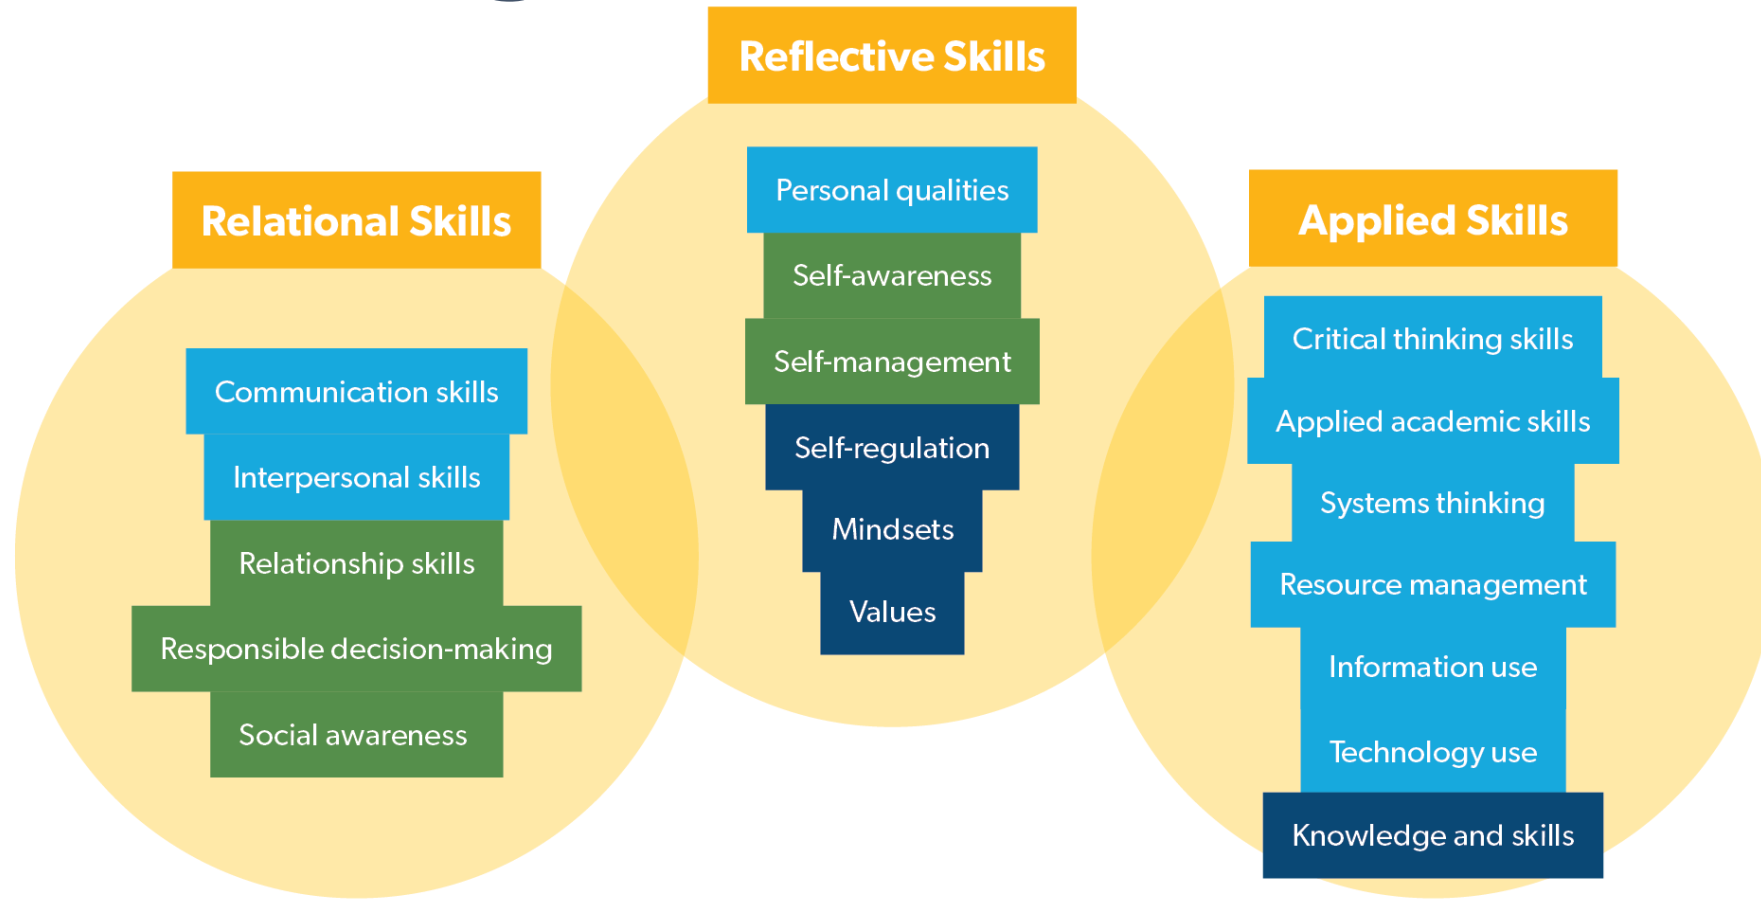 Reflective Skills
Personal qualities
Self-awareness
Self-management
Self-regulation
Mindsets
Values
Relational Skills
Communication skills
Interpersonal skills
Relationship skills
Responsible decision-making
Social awareness
Applied Skills
Critical thinking skills
Applied academic skills
Systems thinking
Resource management
Information use
Technology use
Knowledge and skills